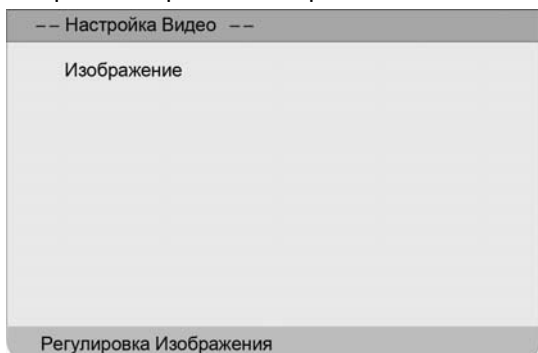 -- Настройка Видео --
Изображение
Регулировка Изображения